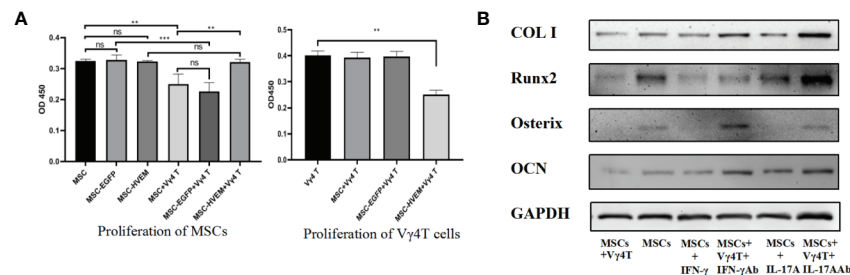 A
B
**
**
ns
***
ns
ns
ns
OD 450
0.4
0.3
0.2
0.1
0.0
MSC
MSC-EGFP
MSC-HVEM
MSC+Vγ4 T
MSC-EGFP+Vγ4 T
MSC-HVEM+Vγ4 T
Proliferation of MSCs
**
OD450
0.5
0.4
0.3
0.2
0.1
0.0
Vγ4 T
MSC+Vγ4 T
MSC-EGFP+Vγ4 T
MSC-HVEM+Vγ4 T
Proliferation of Vγ4T cells
COL I
Runx2
Osterix
OCN
GAPDH
MSCs
+Vγ4T
MSCs
MSCs
+
IFN-γ
MSCs+
Vγ4T+
IFN-γAb
MSCs
+
IL-17A
MSCs+
Vγ4T+
IL-17AAb